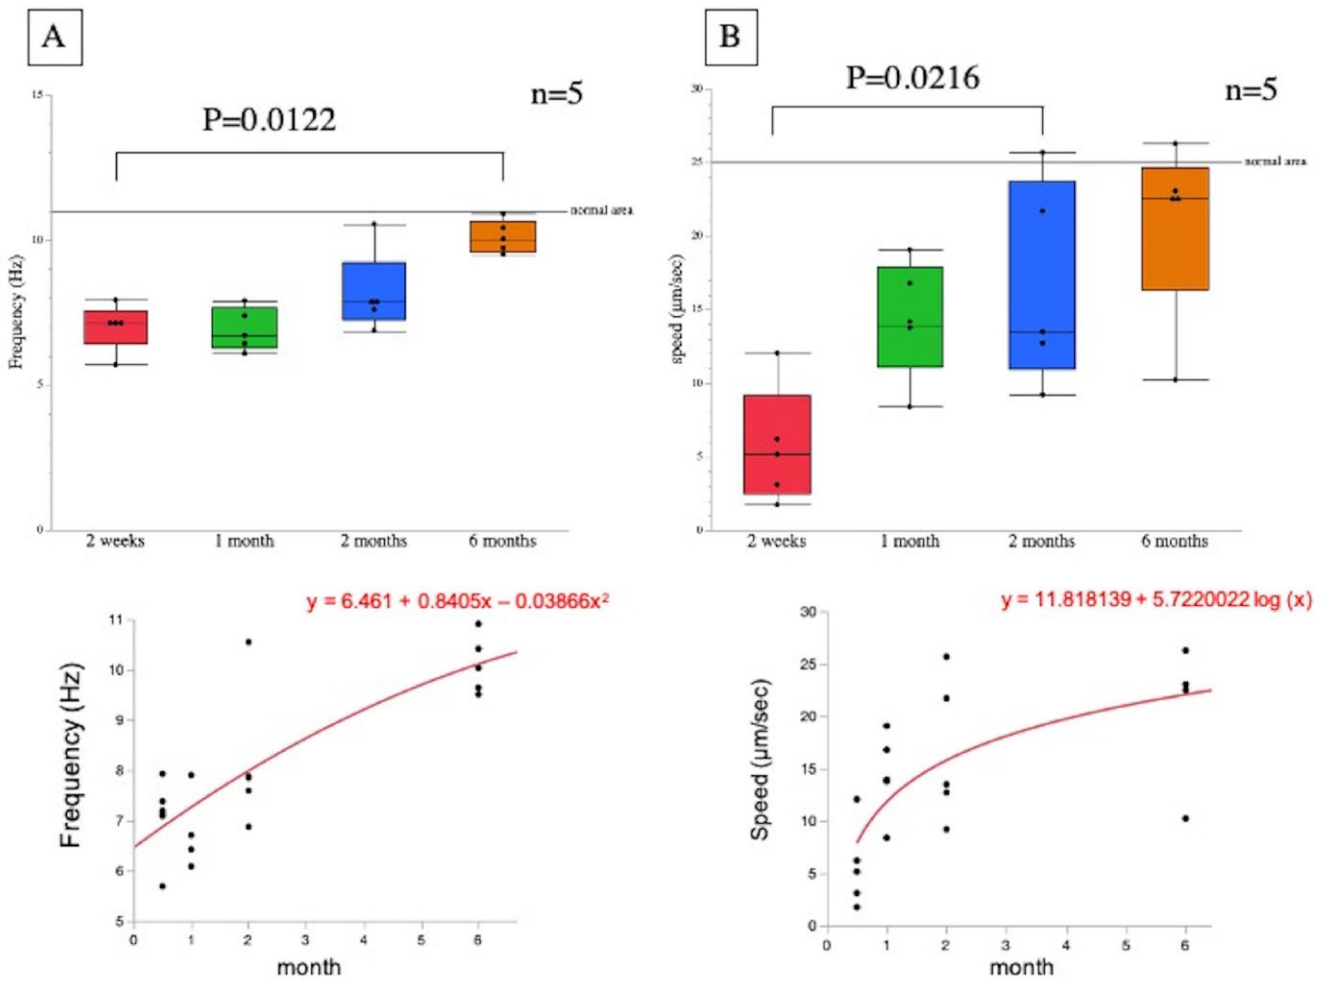 A
P=0.0122
n=5
15
10
5
0
Frequency (Hz)
normal area
2 weeks
1 month
2 months
6 months
B
P=0.0216
n=5
30
25
20
15
10
5
0
speed (μm/sec)
normal area
2 weeks
1 month
2 months
6 months
y = 6.461 + 0.8405x – 0.03866x²
11
10
9
8
7
6
5
Frequency (Hz)
0 1 2 3 4 5 6
month
y = 11.818139 + 5.7220022 log (x)
30
25
20
15
10
5
0
Speed (μm/sec)
0 1 2 3 4 5 6
month